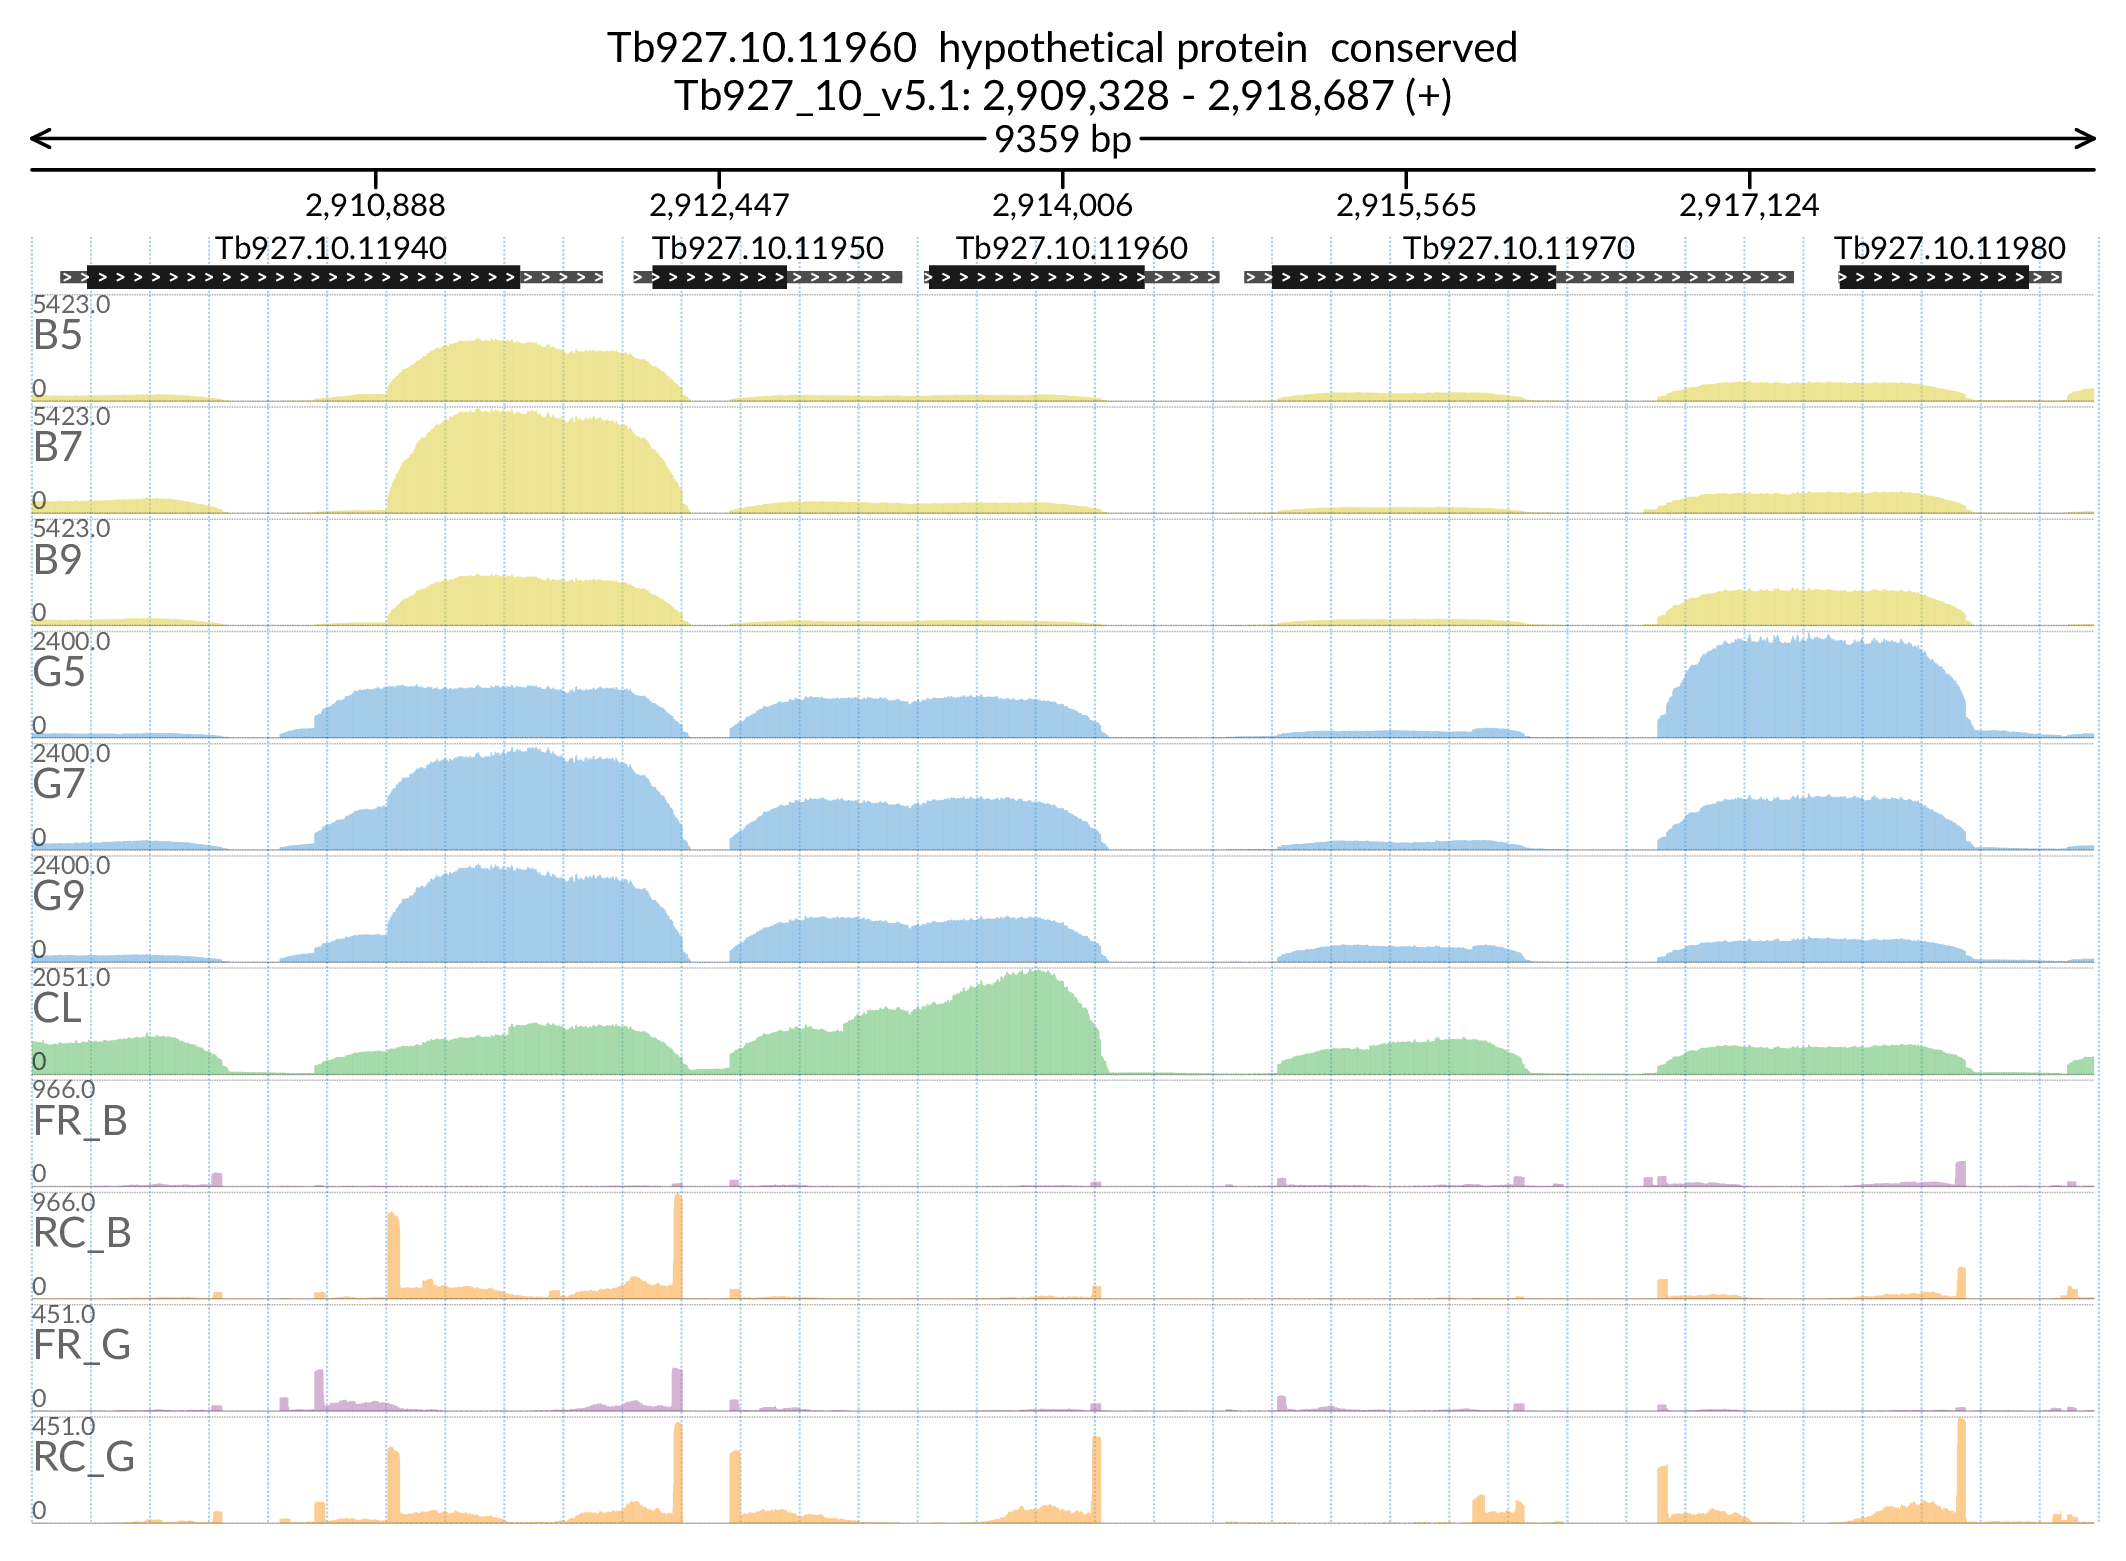 Tb927.10.11960  hypothetical protein  conserved
Tb927_10_v5.1: 2,909,328 - 2,918,687 (+)
9359 bp
2,910,888 2,912,447 2,914,006 2,915,565 2,917,124
Tb927.10.11940 Tb927.10.11950 Tb927.10.11960 Tb927.10.11970 Tb927.10.11980
5423.0
B5
0
5423.0
B7
0
5423.0
B9
0
2400.0
G5
0
2400.0
G7
0
2400.0
G9
0
2051.0
CL
0
966.0
FR_B
0
966.0
RC_B
0
451.0
FR_G
0
451.0
RC_G
0